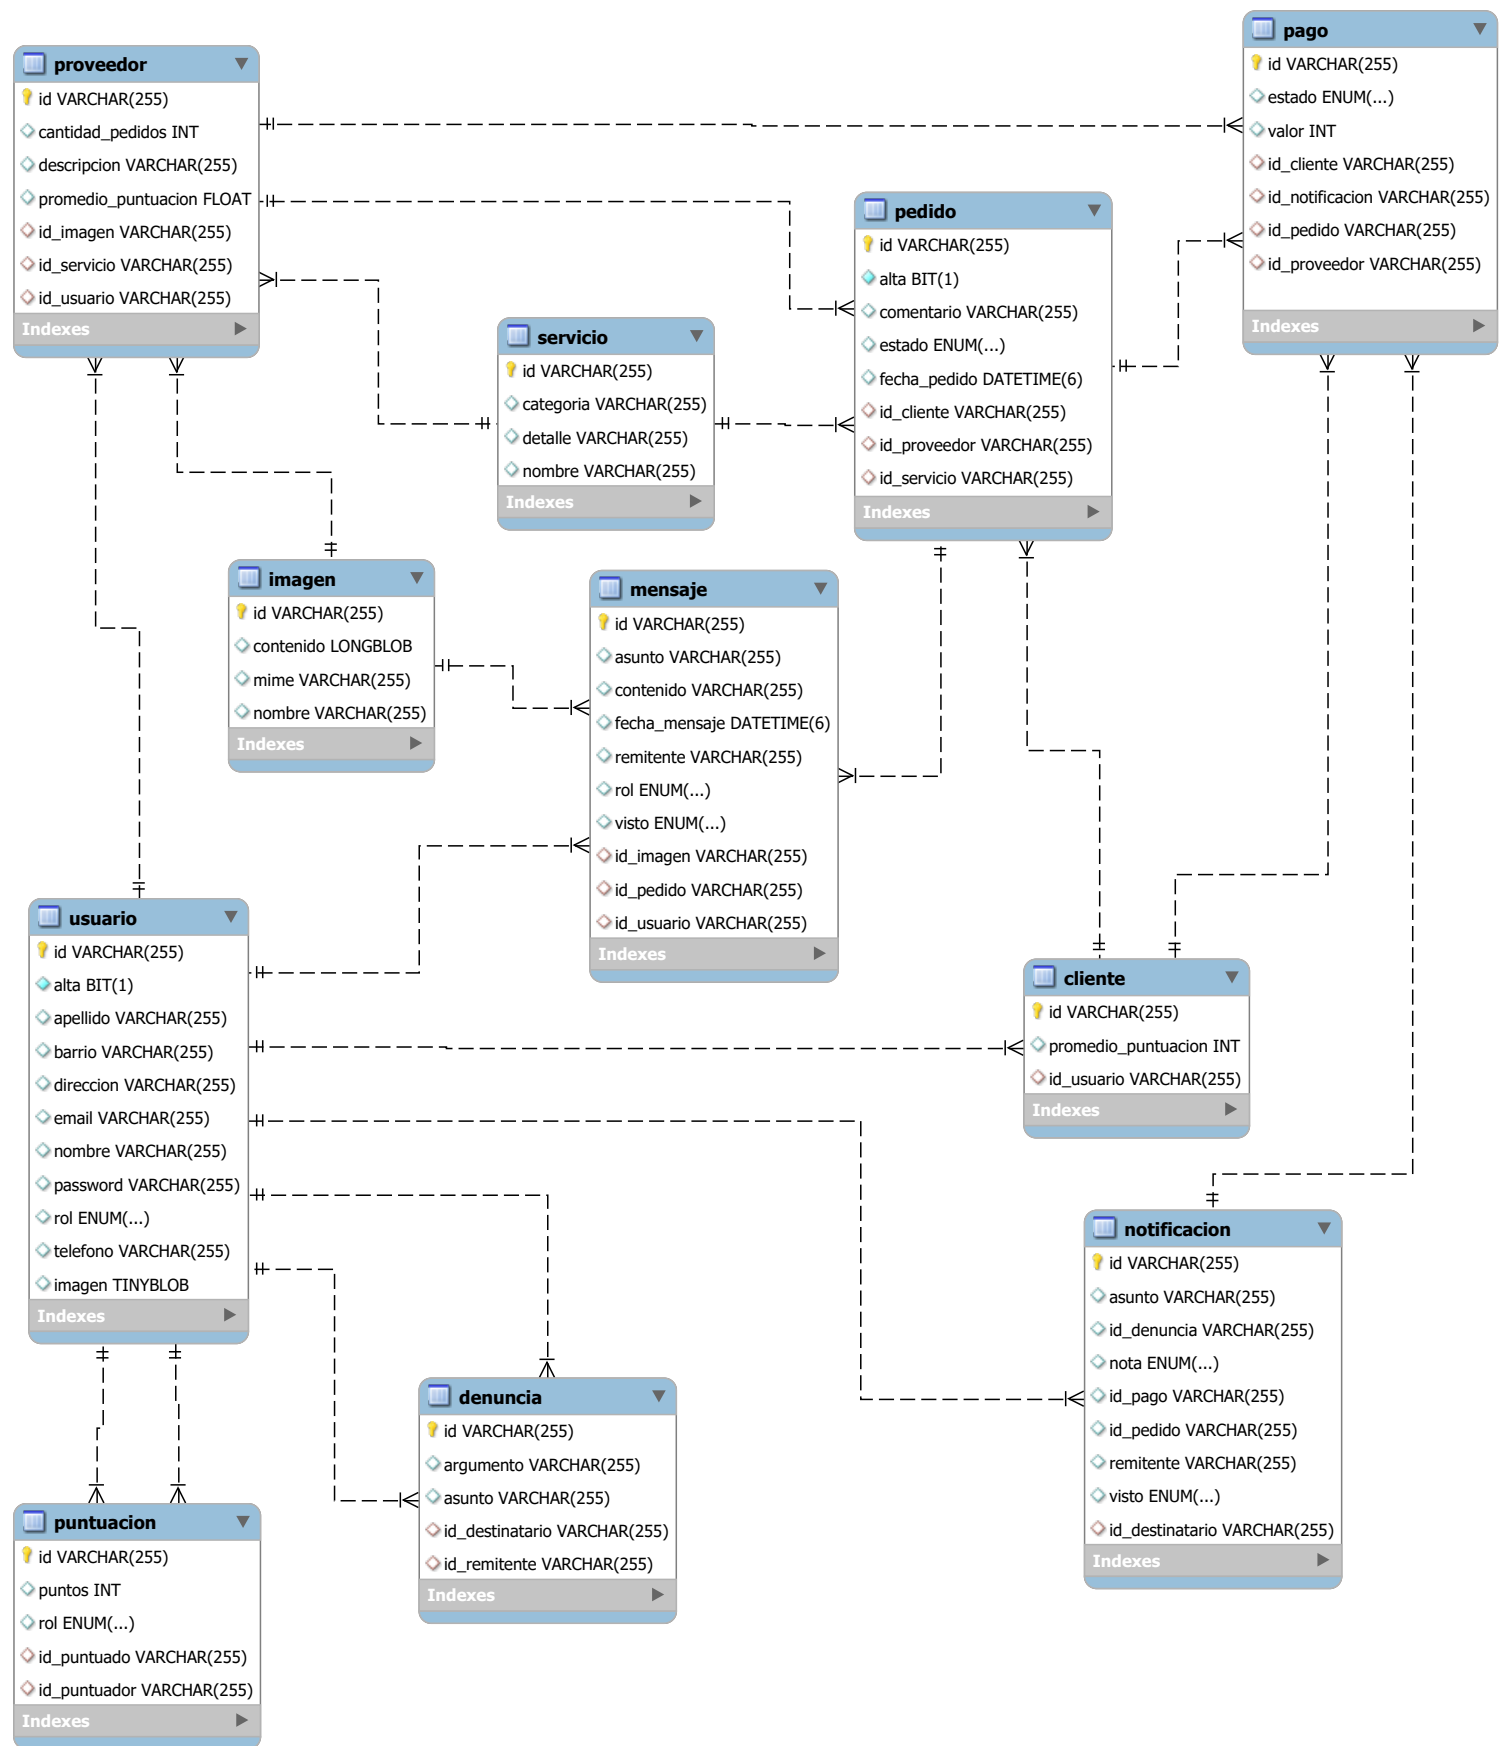 proveedor
id VARCHAR(255)
cantidad_pedidos INT
descripcion VARCHAR(255)
promedio_puntuacion FLOAT
id_imagen VARCHAR(255)
id_servicio VARCHAR(255)
id_usuario VARCHAR(255)
Indexes
pago
id VARCHAR(255)
estado ENUM(...)
valor INT
id_cliente VARCHAR(255)
id_notificacion VARCHAR(255)
id_pedido VARCHAR(255)
id_proveedor VARCHAR(255)
Indexes
pedido
id VARCHAR(255)
alta BIT(1)
comentario VARCHAR(255)
estado ENUM(...)
fecha_pedido DATETIME(6)
id_cliente VARCHAR(255)
id_proveedor VARCHAR(255)
id_servicio VARCHAR(255)
Indexes
servicio
id VARCHAR(255)
categoria VARCHAR(255)
detalle VARCHAR(255)
nombre VARCHAR(255)
Indexes
imagen
id VARCHAR(255)
contenido LONGBLOB
mime VARCHAR(255)
nombre VARCHAR(255)
Indexes
mensaje
id VARCHAR(255)
asunto VARCHAR(255)
contenido VARCHAR(255)
fecha_mensaje DATETIME(6)
remitente VARCHAR(255)
rol ENUM(...)
visto ENUM(...)
id_imagen VARCHAR(255)
id_pedido VARCHAR(255)
id_usuario VARCHAR(255)
Indexes
usuario
id VARCHAR(255)
alta BIT(1)
apellido VARCHAR(255)
barrio VARCHAR(255)
direccion VARCHAR(255)
email VARCHAR(255)
nombre VARCHAR(255)
password VARCHAR(255)
rol ENUM(...)
telefono VARCHAR(255)
imagen TINYBLOB
Indexes
cliente
id VARCHAR(255)
promedio_puntuacion INT
id_usuario VARCHAR(255)
Indexes
notificacion
id VARCHAR(255)
asunto VARCHAR(255)
id_denuncia VARCHAR(255)
nota ENUM(...)
id_pago VARCHAR(255)
id_pedido VARCHAR(255)
remitente VARCHAR(255)
visto ENUM(...)
id_destinatario VARCHAR(255)
Indexes
denuncia
id VARCHAR(255)
argumento VARCHAR(255)
asunto VARCHAR(255)
id_destinatario VARCHAR(255)
id_remitente VARCHAR(255)
Indexes
puntuacion
id VARCHAR(255)
puntos INT
rol ENUM(...)
id_puntuado VARCHAR(255)
id_puntuador VARCHAR(255)
Indexes